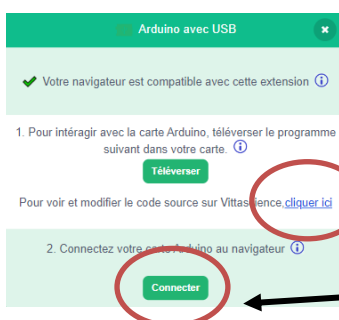 Arduino avec USB
Votre navigateur est compatible avec cette extension
1. Pour intéragir avec la carte Arduino, téléverser le programme
suivant dans votre carte.
Téléverser
Pour voir et modifier le code source sur Vittascience, cliquer ici
2. Connectez votre carte Arduino au navigateur
Connecter